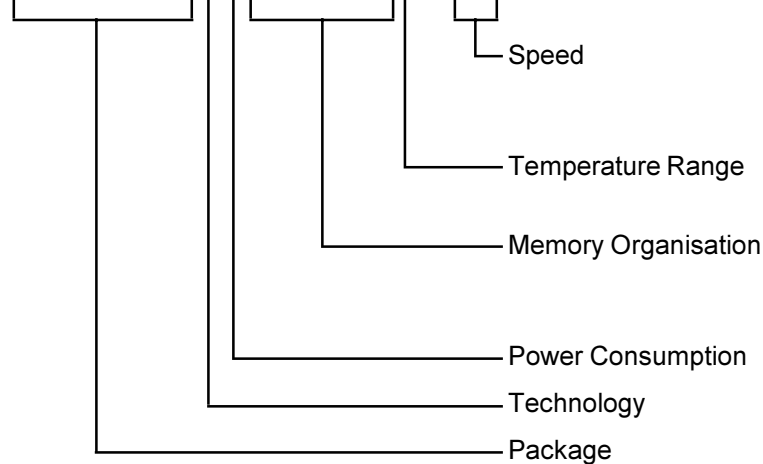 Speed
Temperature Range
Memory Organisation
Power Consumption
Technology
Package